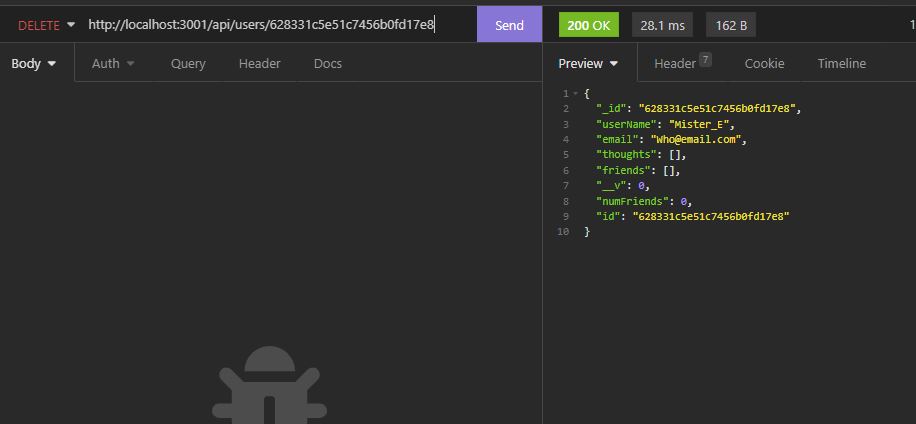 DELETE http://localhost:3001/api/users/628331c5e51c7456b0fd17e8 Send 200 OK 28.1 ms 162 B 1
Body Auth Query Header Docs Preview Header 7 Cookie Timeline
1 {
2 "_id": "628331c5e51c7456b0fd17e8",
3 "userName": "Mister_E",
4 "email": "Who@email.com",
5 "thoughts": [],
6 "friends": [],
7 "__v": 0,
8 "numFriends": 0,
9 "id": "628331c5e51c7456b0fd17e8"
10 }